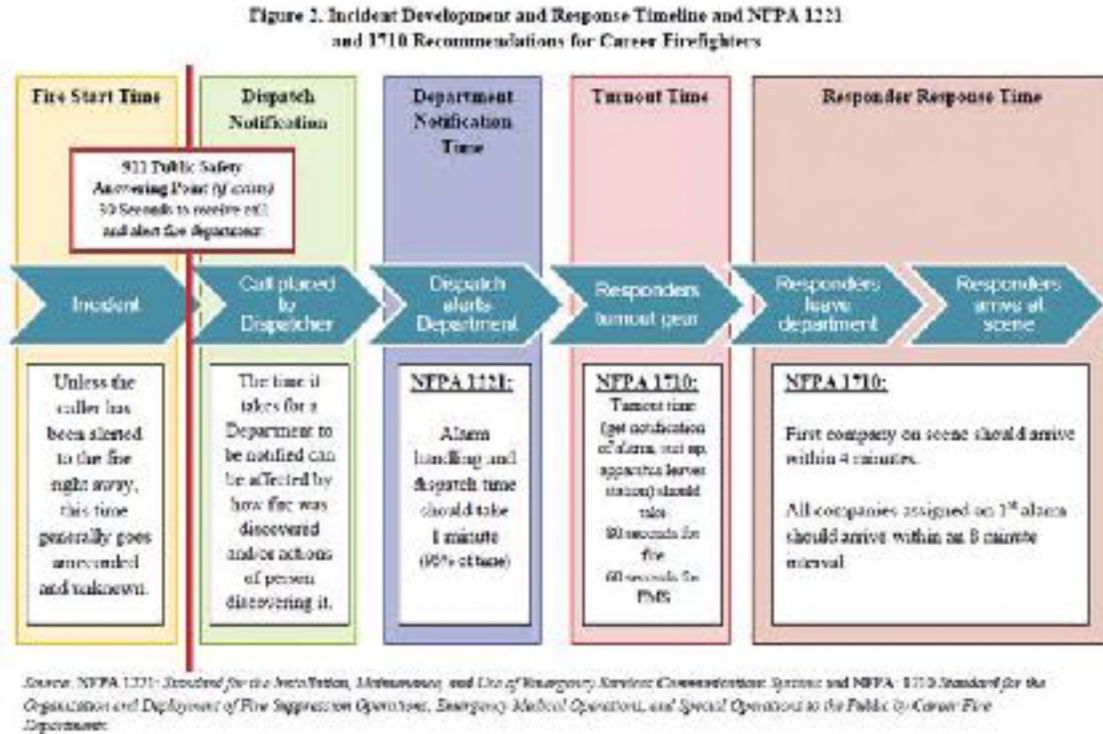 Figure 2. Incident Development and Response Timeline and NFPA 1221
and 1710 Recommendations for Career Firefighters
Fire Start Time
Dispatch
Notification
Department
Notification
Time
Turnout Time
Responder Response Time
911 Public Safety
Answering Point (if exists)
30 Seconds to receive call
and alert fire department
Incident
Call placed
to
Dispatcher
Dispatch
alerts
Department
Responders
turnout gear
Responders
leave
department
Responders
arrive at
scene
Unless the
caller has
been alerted
to the fire
right away,
this time
generally goes
unrecorded
and unknown.
The time it
takes for a
Department to
be notified can
be affected by
how fire was
discovered
and/or actions
of person
discovering it.
NFPA 1221:
Alarm
handling and
dispatch time
should take
1 minute
(95% of time)
NFPA 1710:
Turnout time
(get notification
of alarm, suit up,
apparatus leaves
station) should
take
80 seconds for
fire
60 seconds for
EMS
NFPA 1710:
First company on scene should arrive
within 4 minutes.
All companies assigned on 1st alarm
should arrive within an 8 minute
interval
Source: NFPA 1221: Standard for the Installation, Maintenance, and Use of Emergency Services Communications Systems and NFPA 1710 Standard for the
Organization and Deployment of Fire Suppression Operations, Emergency Medical Operations, and Special Operations to the Public by Career Fire
Departments